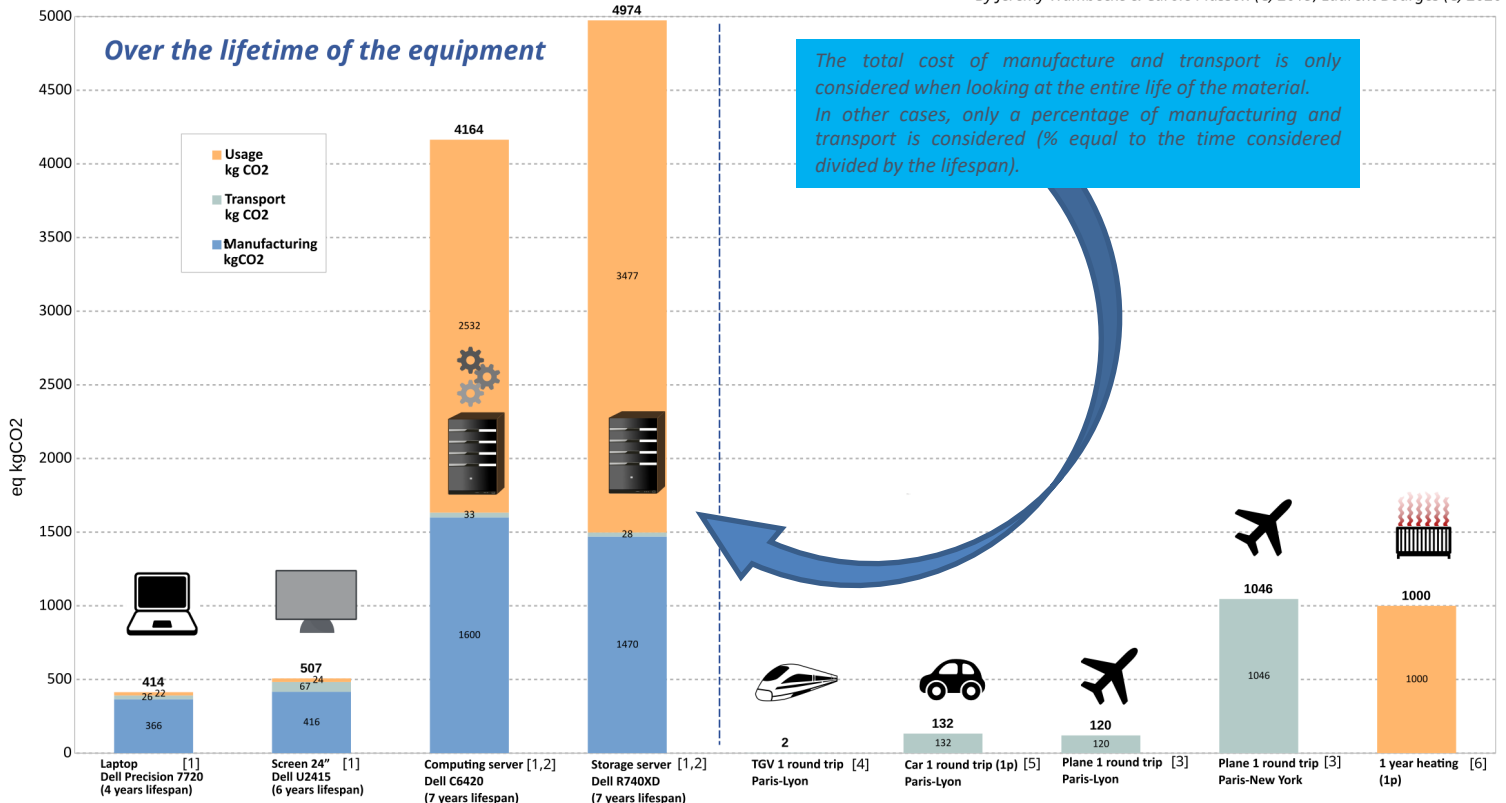 Over the lifetime of the equipment
The total cost of manufacture and transport is only
considered when looking at the entire life of the material.
In other cases, only a percentage of manufacturing and
transport is considered (% equal to the time considered
divided by the lifespan).
Usage
kg CO2
Transport
kg CO2
Manufacturing
kgCO2
eq kgCO2
5000
4500
4000
3500
3000
2500
2000
1500
1000
500
0
414
26 22
366
507
24
67
416
4164
2532
33
1600
4974
3477
28
1470
2
132
132
120
120
1046
1046
1000
1000
Laptop [1]
Dell Precision 7720
(4 years lifespan)
Screen 24” [1]
Dell U2415
(6 years lifespan)
Computing server [1,2]
Dell C6420
(7 years lifespan)
Storage server [1,2]
Dell R740XD
(7 years lifespan)
TGV 1 round trip [4]
Paris-Lyon
Car 1 round trip (1p) [5]
Paris-Lyon
Plane 1 round trip [3]
Paris-Lyon
Plane 1 round trip [3]
Paris-New York
1 year heating [6]
(1p)